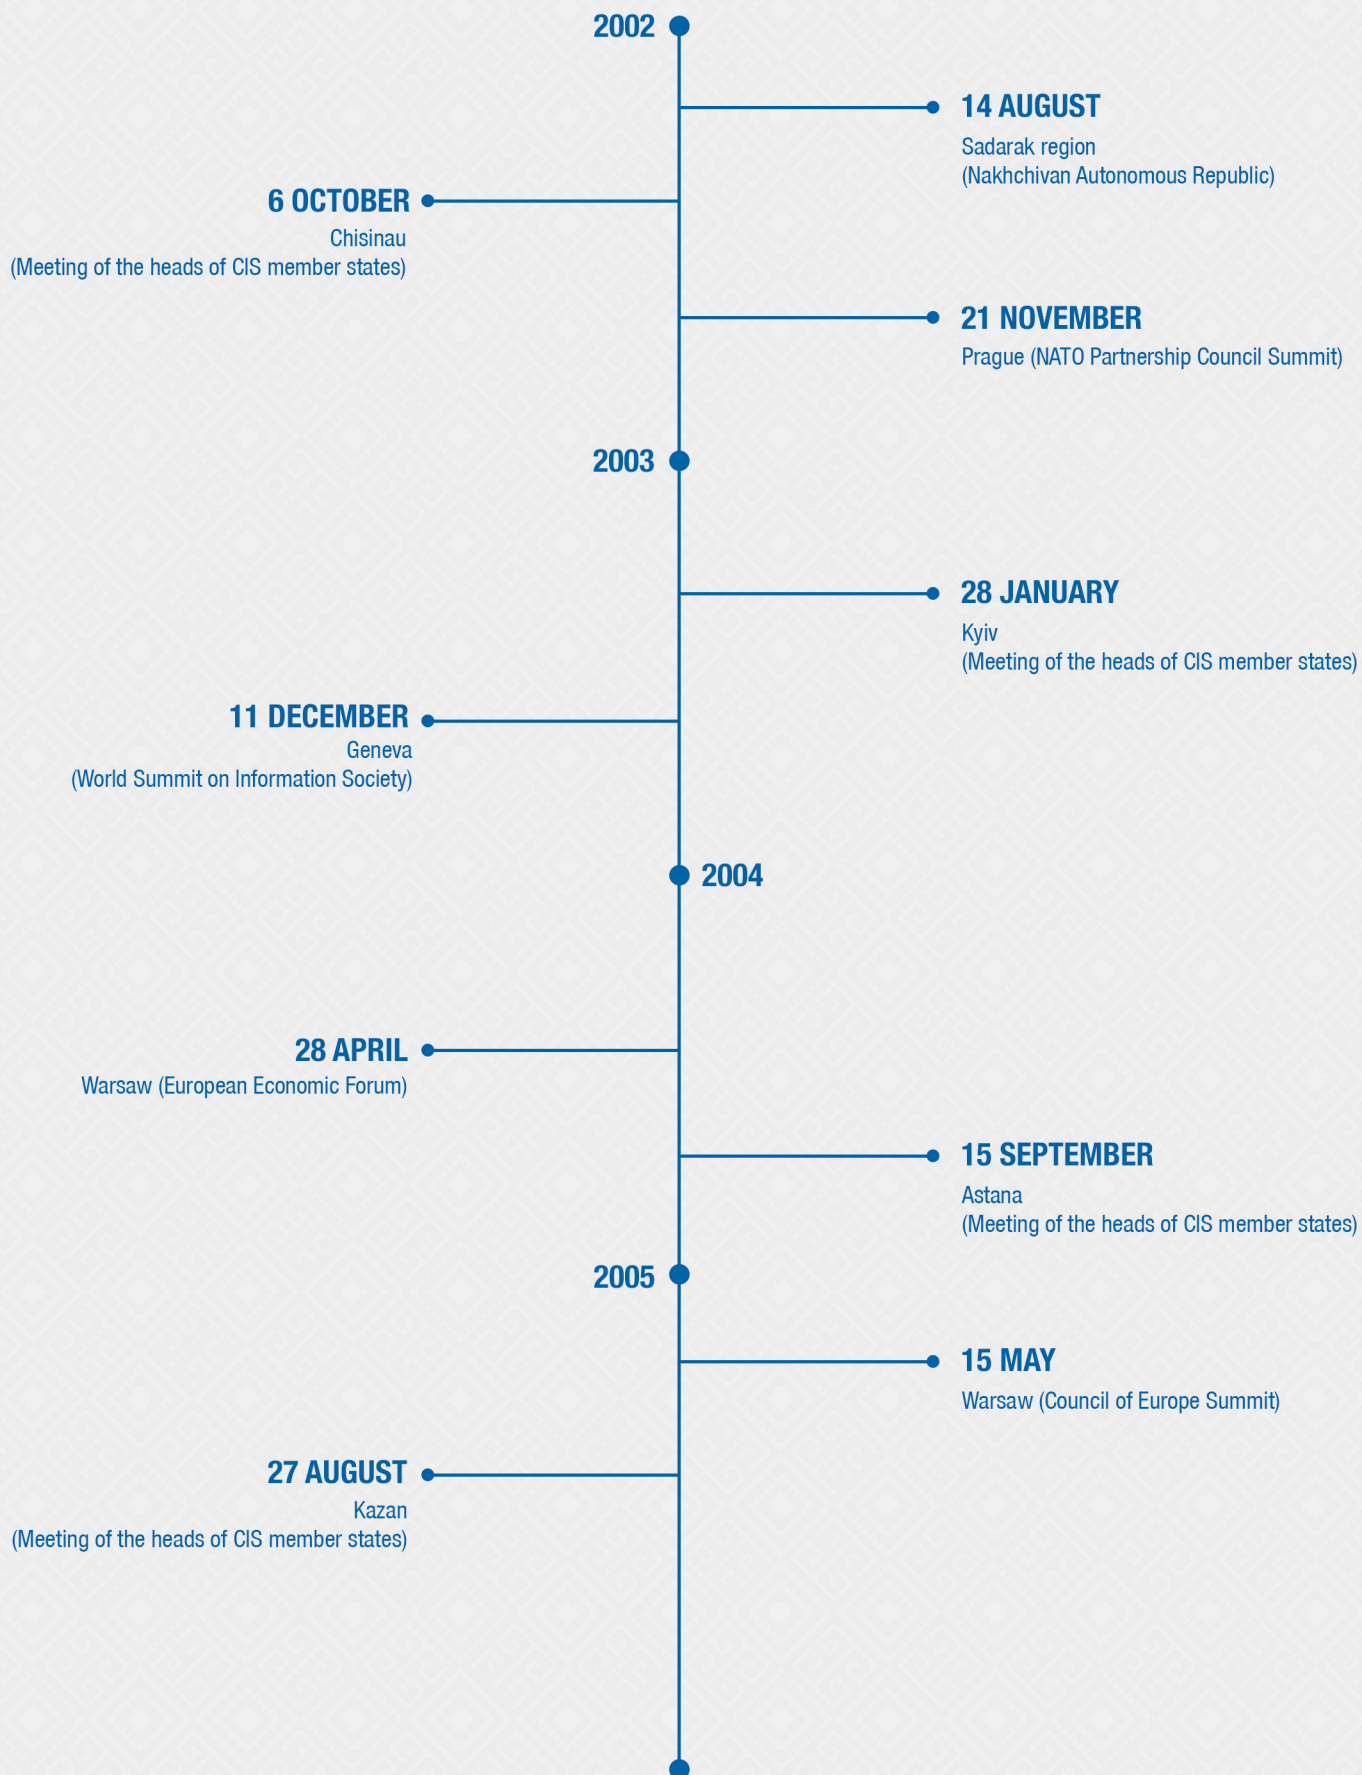 2002
14 AUGUST
Sadarak region
(Nakhchivan Autonomous Republic)
6 OCTOBER
Chisinau
(Meeting of the heads of CIS member states)
21 NOVEMBER
Prague (NATO Partnership Council Summit)
2003
28 JANUARY
Kyiv
(Meeting of the heads of CIS member states)
11 DECEMBER
Geneva
(World Summit on Information Society)
2004
28 APRIL
Warsaw (European Economic Forum)
15 SEPTEMBER
Astana
(Meeting of the heads of CIS member states)
2005
15 MAY
Warsaw (Council of Europe Summit)
27 AUGUST
Kazan
(Meeting of the heads of CIS member states)